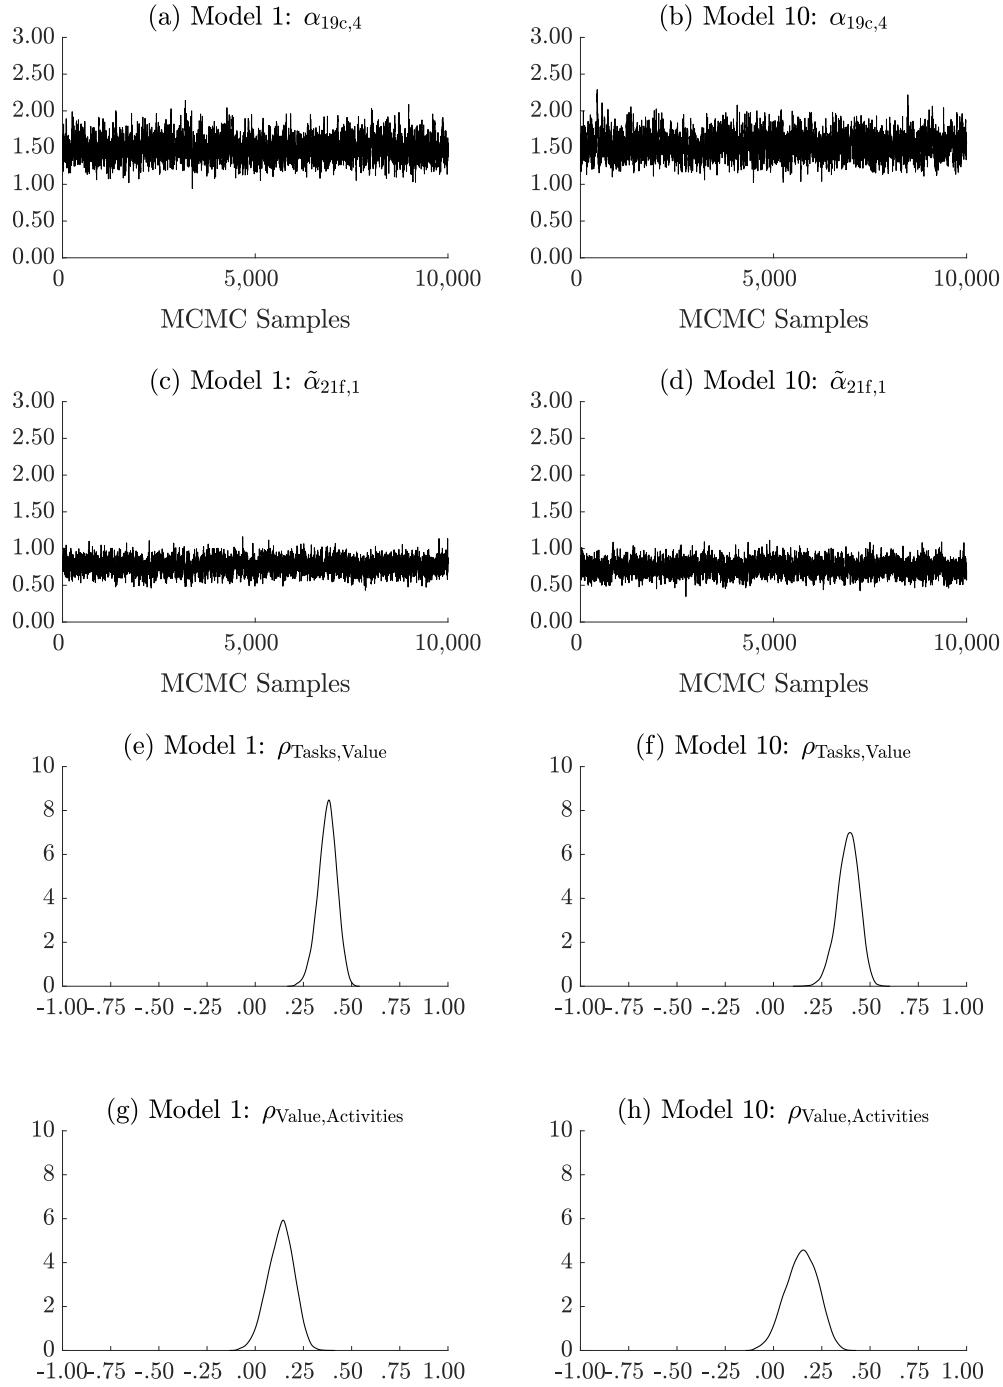 (a) Model 1: α19c,4
(b) Model 10: α19c,4
3.00
2.50
2.00
1.50
1.00
0.50
0.00
0 5,000 10,000
MCMC Samples
3.00
2.50
2.00
1.50
1.00
0.50
0.00
0 5,000 10,000
MCMC Samples
(c) Model 1: α̃21f,1
(d) Model 10: α̃21f,1
3.00
2.50
2.00
1.50
1.00
0.50
0.00
0 5,000 10,000
MCMC Samples
3.00
2.50
2.00
1.50
1.00
0.50
0.00
0 5,000 10,000
MCMC Samples
(e) Model 1: ρTasks,Value
(f) Model 10: ρTasks,Value
10
8
6
4
2
0
-1.00 -.75 -.50 -.25 .00 .25 .50 .75 1.00
10
8
6
4
2
0
-1.00 -.75 -.50 -.25 .00 .25 .50 .75 1.00
(g) Model 1: ρValue,Activities
(h) Model 10: ρValue,Activities
10
8
6
4
2
0
-1.00 -.75 -.50 -.25 .00 .25 .50 .75 1.00
10
8
6
4
2
0
-1.00 -.75 -.50 -.25 .00 .25 .50 .75 1.00